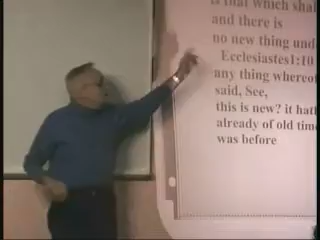 is that which shal
and there is
no new thing und
Ecclesiastes1:10
any thing whereof
said, See,
this is new? it hath
already of old time
was before